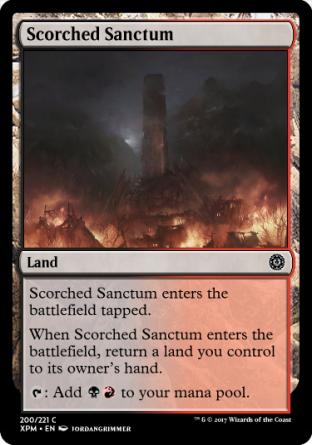 Scorched Sanctum
Land
Scorched Sanctum enters the
battlefield tapped.
When Scorched Sanctum enters the
battlefield, return a land you control
to its owner's hand.
: Add to your mana pool.
200/221 C
XPM • EN JORDANGRIMMER
™ & © 2017 Wizards of the Coast